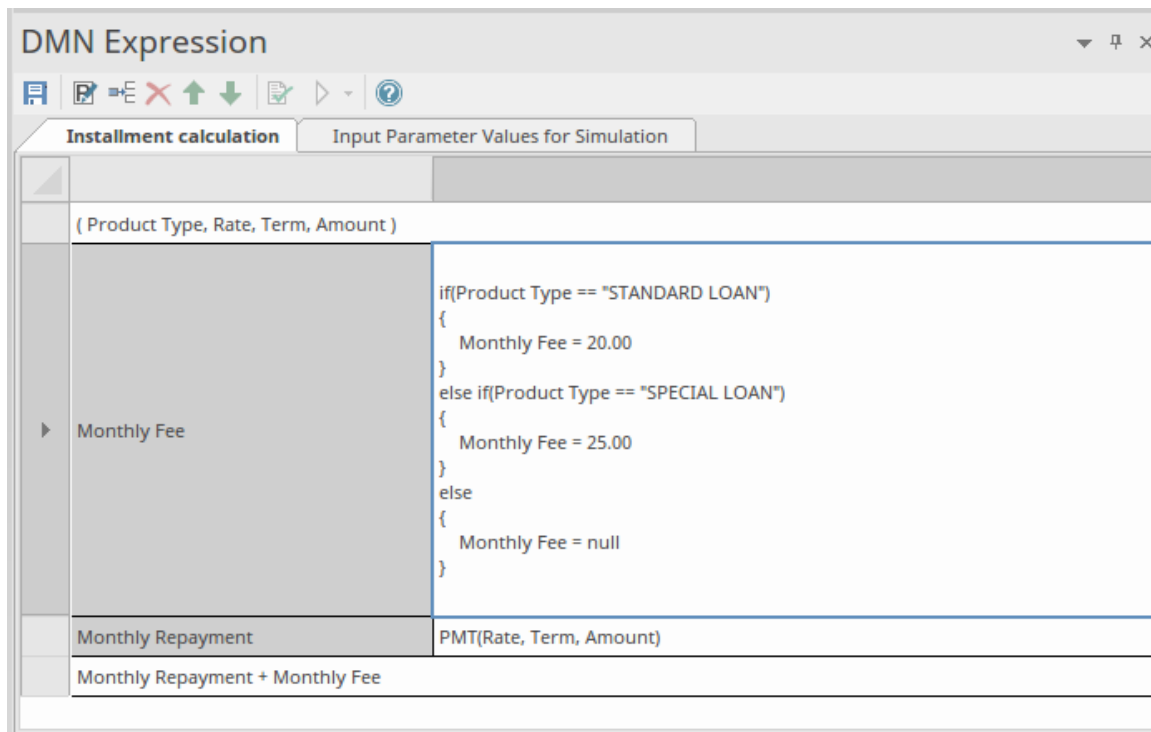 DMN Expression
Installment calculation
Input Parameter Values for Simulation
( Product Type, Rate, Term, Amount )
Monthly Fee
if(Product Type == "STANDARD LOAN")
{
Monthly Fee = 20.00
}
else if(Product Type == "SPECIAL LOAN")
{
Monthly Fee = 25.00
}
else
{
Monthly Fee = null
}
Monthly Repayment
PMT(Rate, Term, Amount)
Monthly Repayment + Monthly Fee